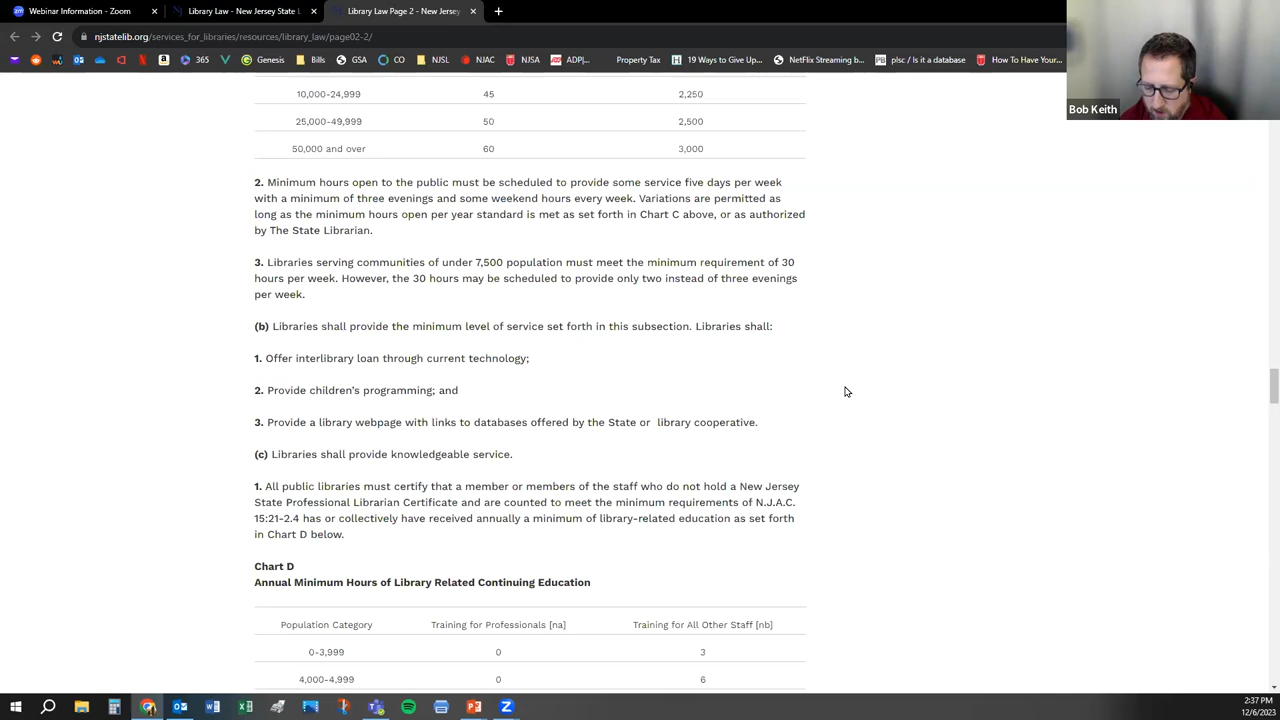 Webinar Information - Zoom
Library Law - New Jersey State L
Library Law Page 2 - New Jersey
njstatelib.org/services_for_libraries/resources/library_law/page02-2/
365
Genesis
Bills
GSA
CO
NJSL
NJAC
NJSA
ADP|...
Property Tax
19 Ways to Give Up,...
NetFlix Streaming b...
plsc / Is it a database
How To Have Your...
Bob Keith
10,000-24,999 45 2,250
25,000-49,999 50 2,500
50,000 and over 60 3,000
2. Minimum hours open to the public must be scheduled to provide some service five days per week
with a minimum of three evenings and some weekend hours every week. Variations are permitted as
long as the minimum hours open per year standard is met as set forth in Chart C above, or as authorized
by The State Librarian.
3. Libraries serving communities of under 7,500 population must meet the minimum requirement of 30
hours per week. However, the 30 hours may be scheduled to provide only two instead of three evenings
per week.
(b) Libraries shall provide the minimum level of service set forth in this subsection. Libraries shall:
1. Offer interlibrary loan through current technology;
2. Provide children's programming; and
3. Provide a library webpage with links to databases offered by the State or library cooperative.
(c) Libraries shall provide knowledgeable service.
1. All public libraries must certify that a member or members of the staff who do not hold a New Jersey
State Professional Librarian Certificate and are counted to meet the minimum requirements of N.J.A.C.
15:21-2.4 has or collectively have received annually a minimum of library-related education as set forth
in Chart D below.
Chart D
Annual Minimum Hours of Library Related Continuing Education
Population Category Training for Professionals [na] Training for All Other Staff [nb]
0-3,999 0 3
4,000-4,999 0 6
2:37 PM
12/6/2023